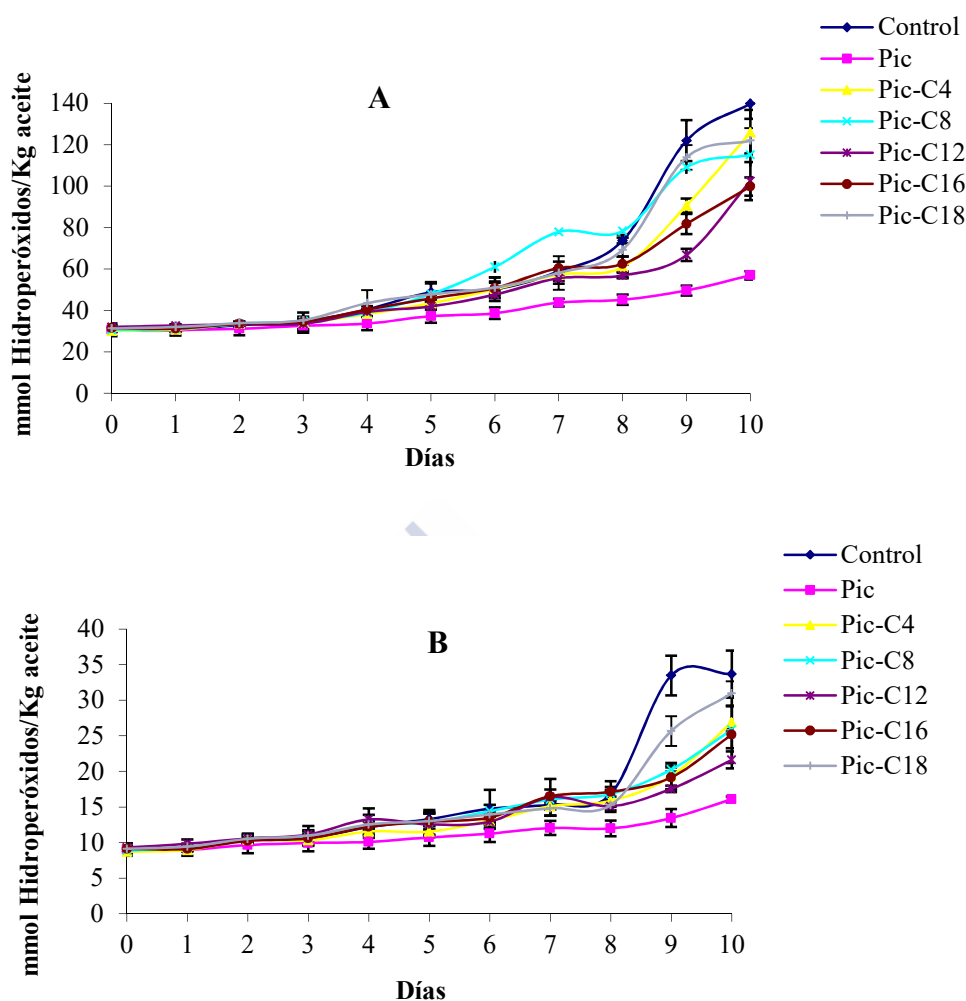 Control
Pic
Pic-C4
Pic-C8
Pic-C12
Pic-C16
Pic-C18
A
mmol Hidroperóxidos/Kg aceite
140
120
100
80
60
40
20
0
0 1 2 3 4 5 6 7 8 9 10
Días
Control
Pic
Pic-C4
Pic-C8
Pic-C12
Pic-C16
Pic-C18
B
mmol Hidroperóxidos/Kg aceite
40
35
30
25
20
15
10
5
0
0 1 2 3 4 5 6 7 8 9 10
Días